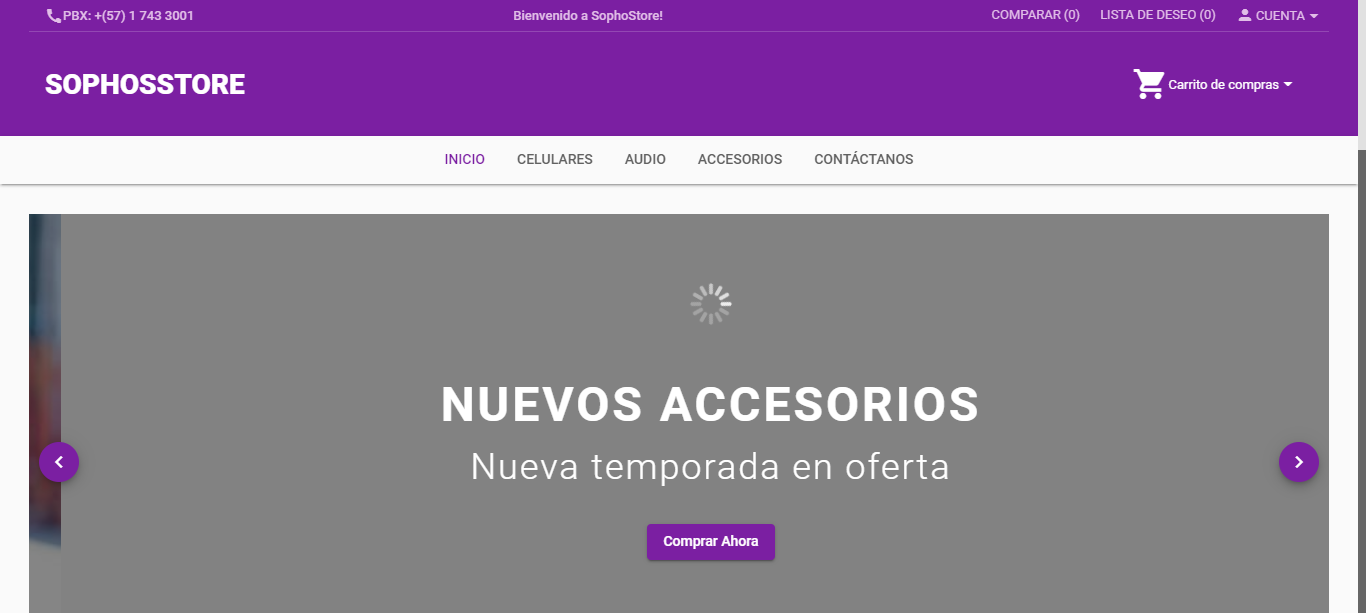 PBX: +(57) 1 743 3001
Bienvenido a SophoStore!
COMPARAR (0)
LISTA DE DESEO (0)
CUENTA
SOPHOSSTORE
Carrito de compras
INICIO
CELULARES
AUDIO
ACCESORIOS
CONTÁCTANOS
NUEVOS ACCESORIOS
Nueva temporada en oferta
Comprar Ahora